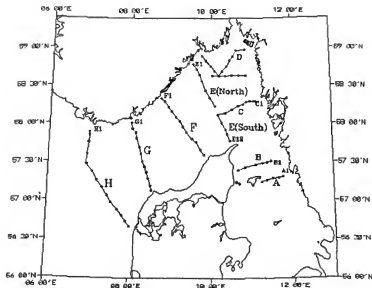 06 00'E 08 00'E 10 00'E 12 00'E
59 00'N 59 00'N
D
E1
58 30'N 58 30'N
E(North)
F1
C1
C
58 00'N G1 58 00'N
H1
F
E(South)
E18
57 30'N 57 30'N
B
B1
G
A1
H
A
57 00'N 57 00'N
56 30'N 56 30'N
56 00'N 56 00'N
06 00'E 08 00'E 10 00'E 12 00'E